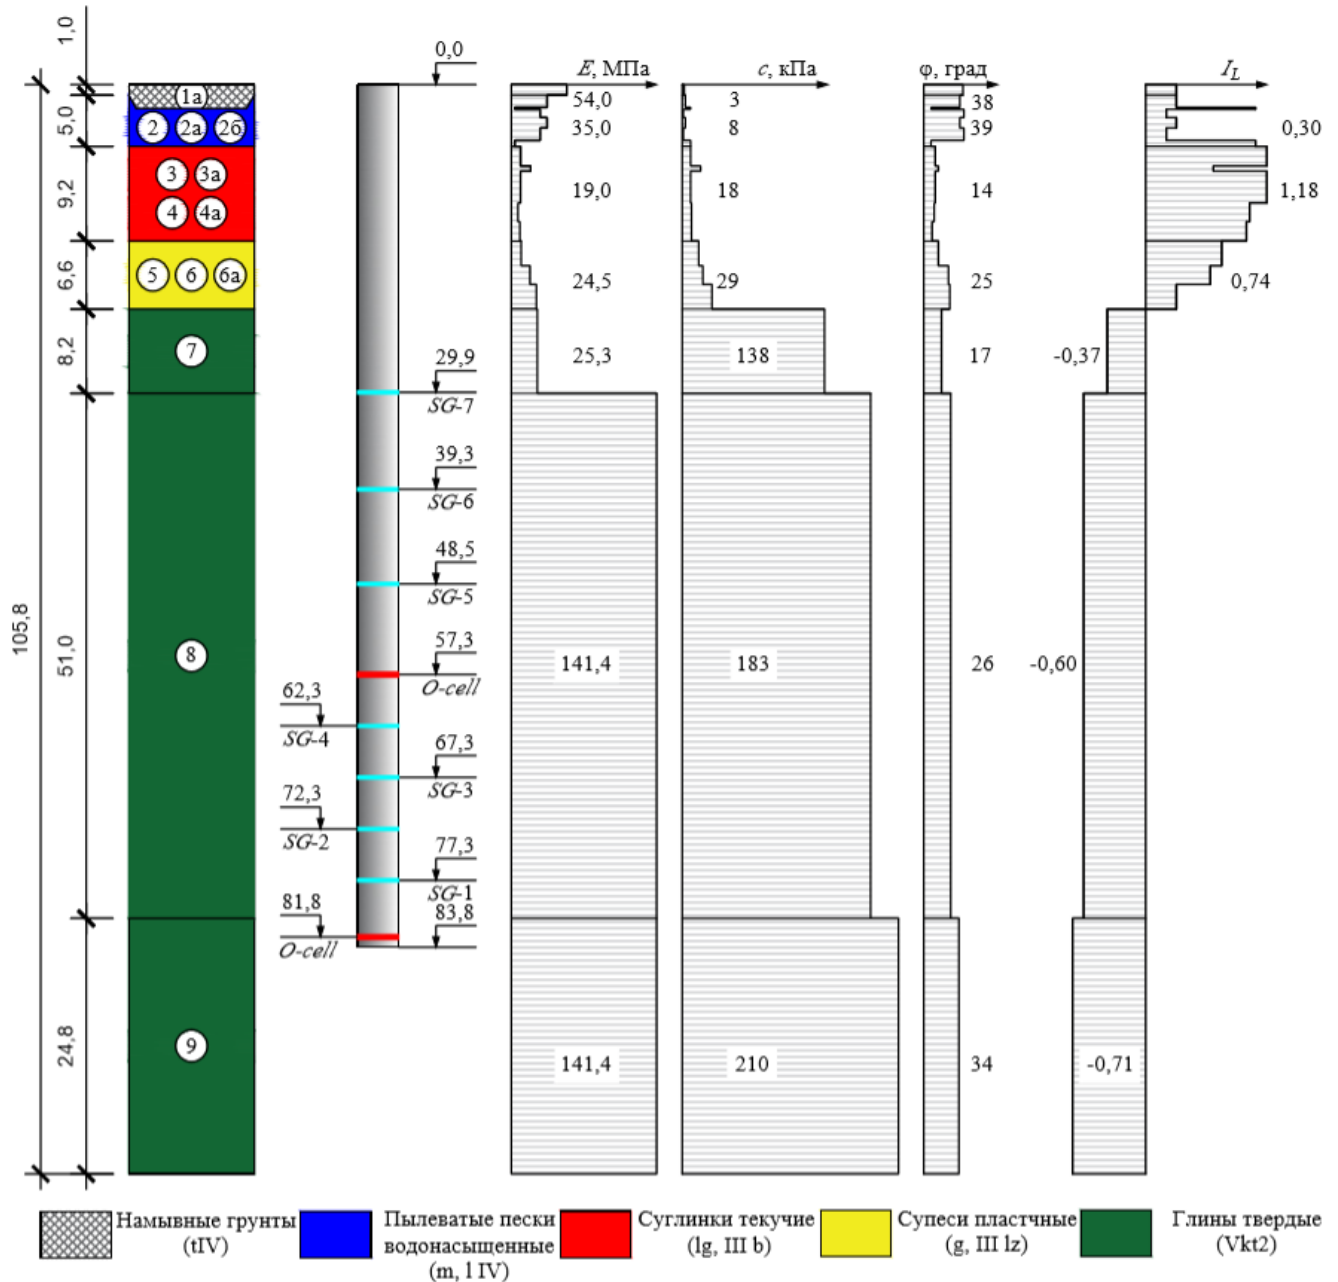 1,0
0,0
E, МПа
c, кПа
φ, град
I_L
1а
54,0
3
38
5,0
2
2а
2б
35,0
8
39
0,30
9,2
3
3а
4
4а
19,0
18
14
1,18
6,6
5
6
6а
24,5
29
25
0,74
8,2
7
29,9
SG-7
25,3
138
17
-0,37
39,3
SG-6
48,5
SG-5
105,8
51,0
8
57,3
O-cell
141,4
183
26
-0,60
62,3
SG-4
67,3
SG-3
72,3
SG-2
77,3
SG-1
81,8
O-cell
83,8
24,8
9
141,4
210
34
-0,71
Намывные грунты
(tIV)
Пылеватые пески
водонасыщенные
(m, l IV)
Суглинки текучие
(lg, III b)
Супеси пластчные
(g, III lz)
Глины твердые
(Vkt2)